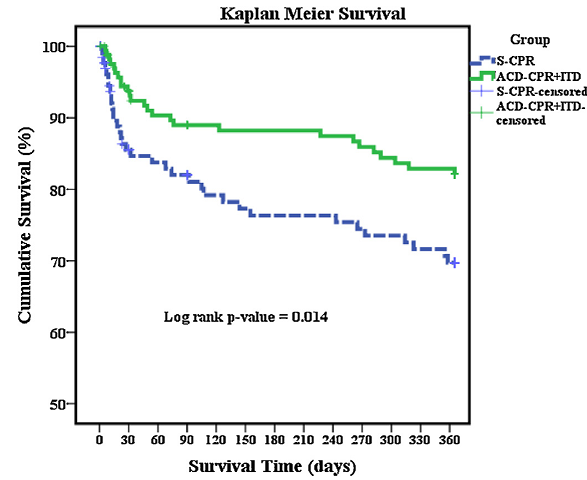 Kaplan Meier Survival
Group
S-CPR
ACD-CPR+ITD
S-CPR-censored
ACD-CPR+ITD-
censored
100
90
80
70
60
50
Cumulative Survival (%)
Log rank p-value = 0.014
0 30 60 90 120 150 180 210 240 270 300 330 360
Survival Time (days)